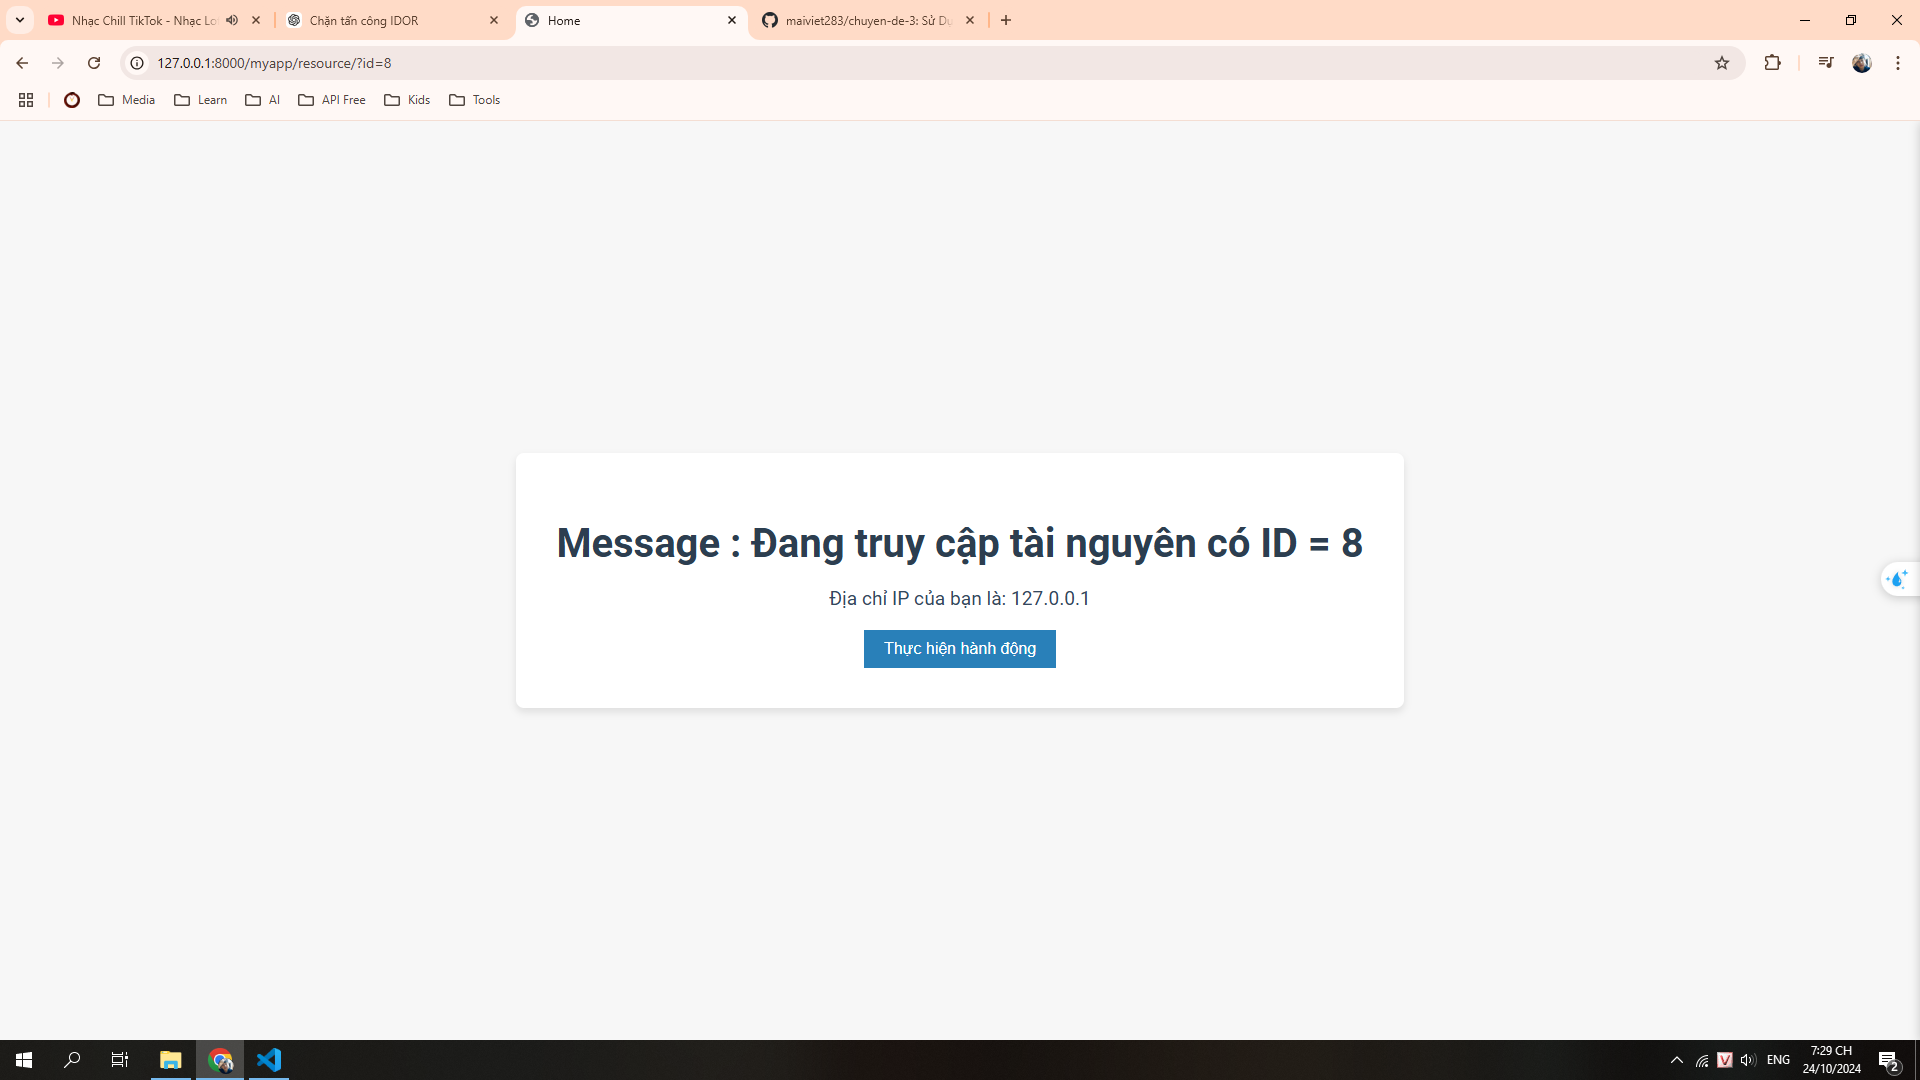 Nhạc Chill TikTok - Nhạc Lo
Chặn tấn công IDOR
Home
maiviet283/chuyen-de-3: Sử Dụ
127.0.0.1:8000/myapp/resource/?id=8
Media
Learn
AI
API Free
Kids
Tools
Message : Đang truy cập tài nguyên có ID = 8
Địa chỉ IP của bạn là: 127.0.0.1
Thực hiện hành động
V
ENG
7:29 CH
24/10/2024
2